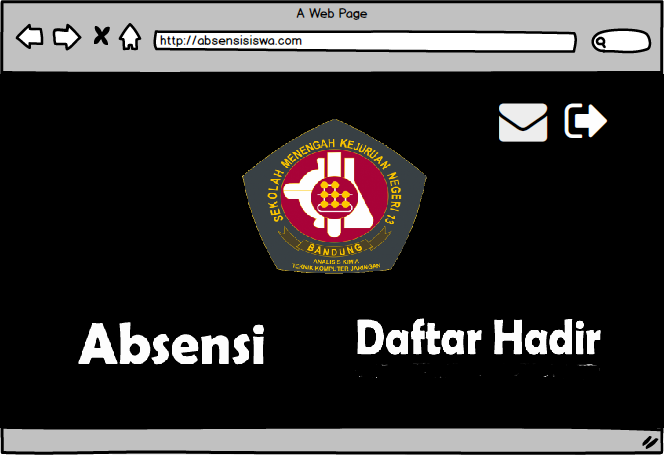 A Web Page
http://absensisiswa.com
SEKOLAH MENENGAH KEJURUAN NEGERI 13
BANDUNG
ANALISIS KIMIA
TEKNIK KOMPUTER JARINGAN
Absensi
Daftar Hadir